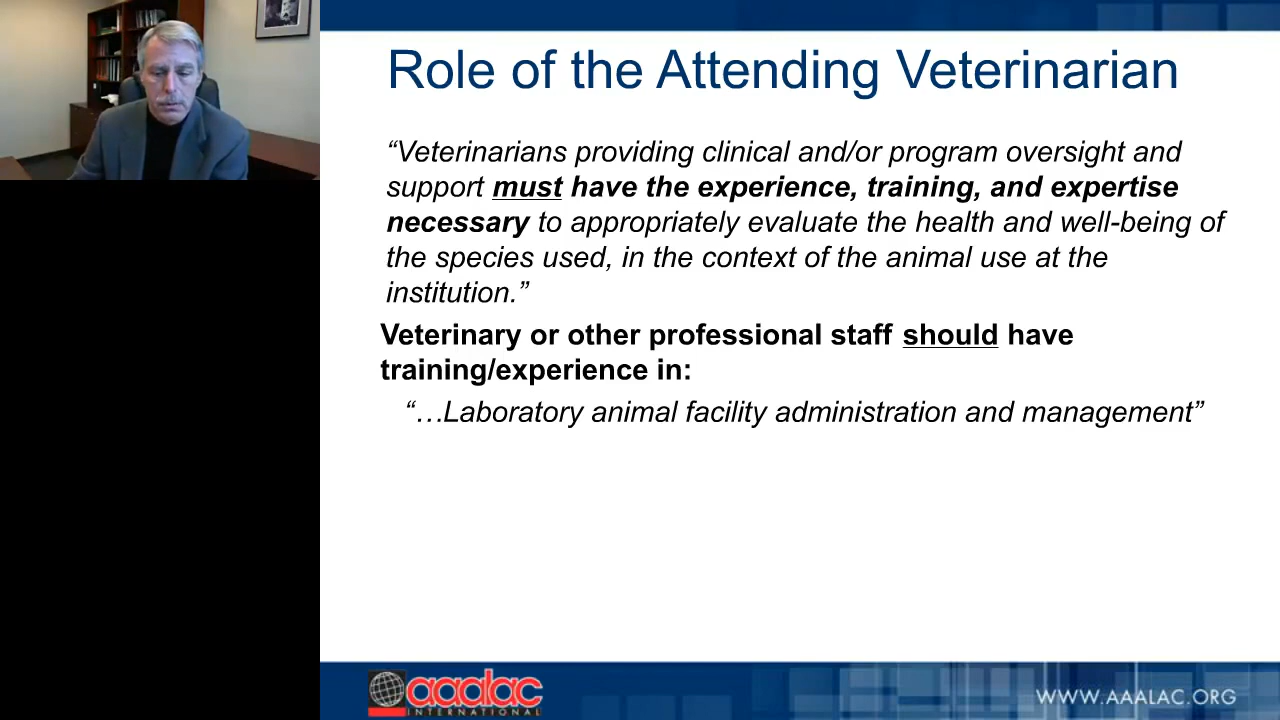 Role of the Attending Veterinarian
“Veterinarians providing clinical and/or program oversight and
support must have the experience, training, and expertise
necessary to appropriately evaluate the health and well-being of
the species used, in the context of the animal use at the
institution.”
Veterinary or other professional staff should have
training/experience in:
“…Laboratory animal facility administration and management”
aaalac
INTERNATIONAL
WWW.AAALAC.ORG